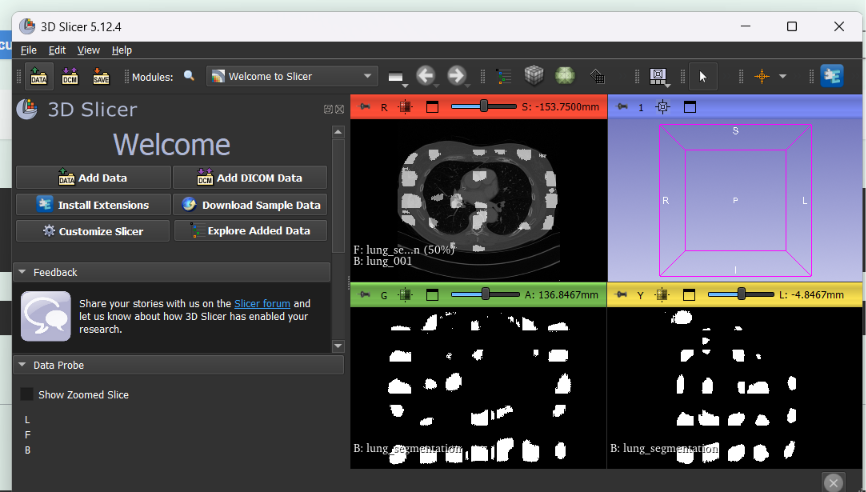 cu
3D Slicer 5.12.4
File Edit View Help
DATA DCM SAVE Modules: Welcome to Slicer
3D Slicer
Welcome
DATA Add Data
DCM Add DICOM Data
Install Extensions
Download Sample Data
Customize Slicer
Explore Added Data
Feedback
Share your stories with us on the Slicer forum and
let us know about how 3D Slicer has enabled your
research.
Data Probe
Show Zoomed Slice
L
F
B
R S: -153.7500mm
F: lung_se...n (50%)
B: lung_001
1
S
R P L
I
G A: 136.8467mm
B: lung_segmentation
Y L: -4.8467mm
B: lung_segmentation